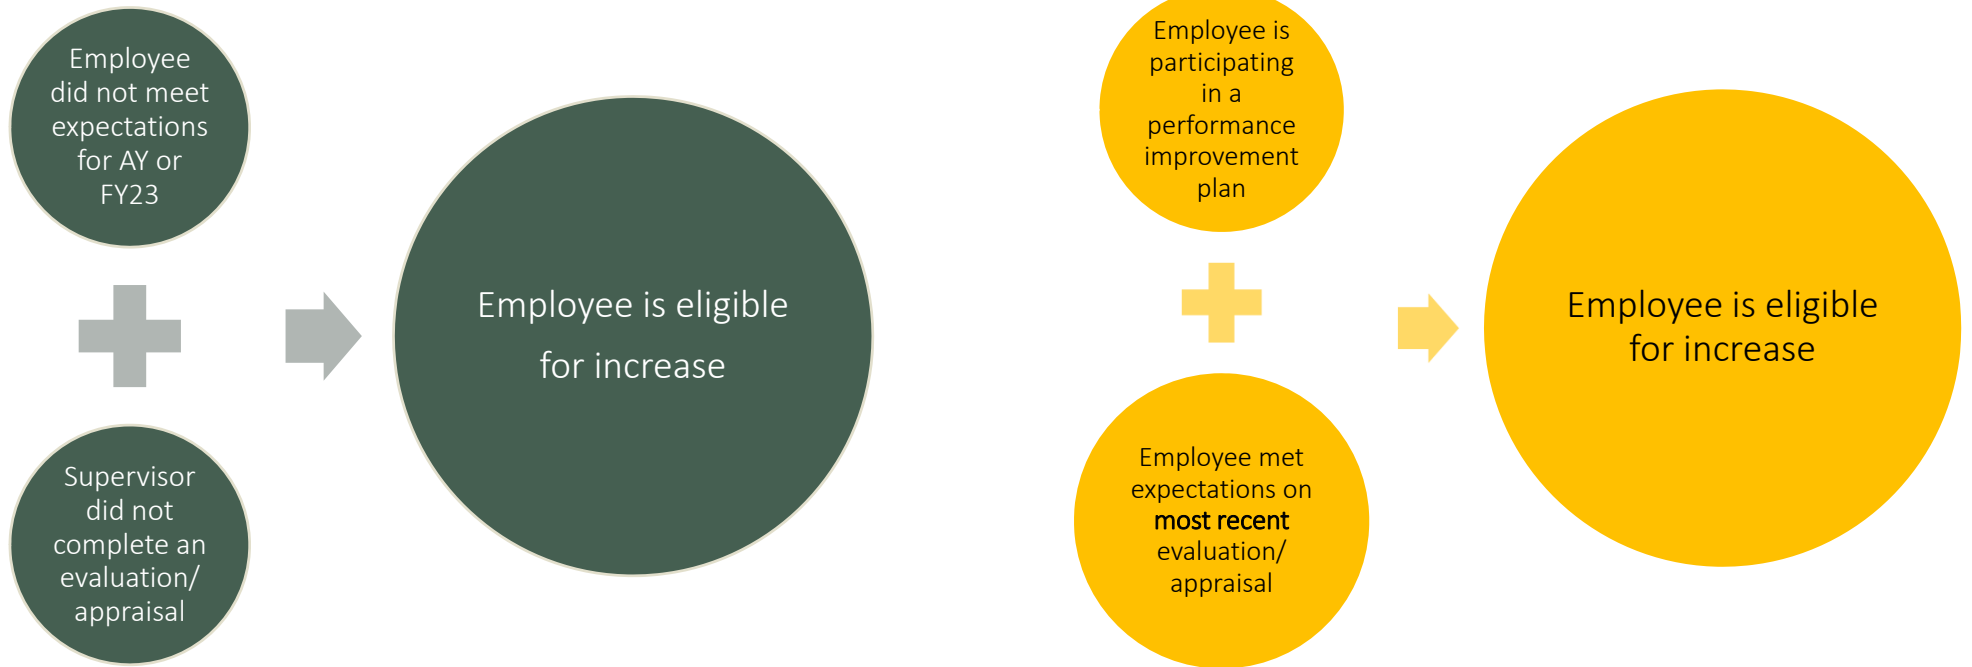 Employee
did not meet
expectations
for AY or
FY23
Supervisor
did not
complete an
evaluation/
appraisal
Employee is eligible
for increase
Employee is
participating
in a
performance
improvement
plan
Employee met
expectations on
most recent
evaluation/
appraisal
Employee is eligible
for increase